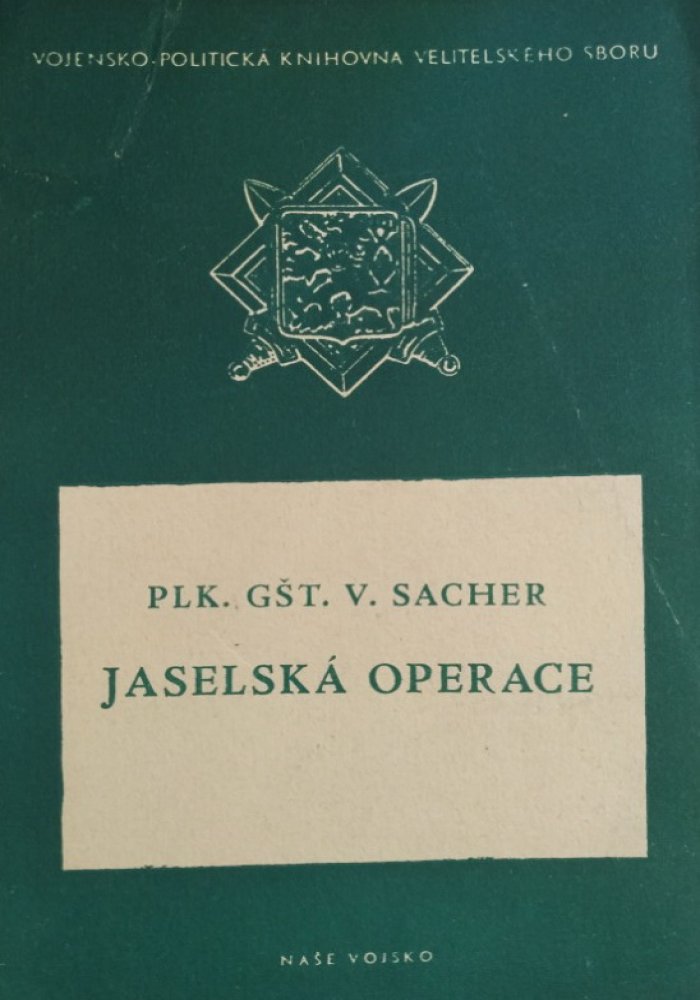 VOJENSKO-POLITICKÁ KNIHOVNA VELITELSKÉHO SBORU
PLK. GŠT. V. SACHER
JASELSKÁ OPERACE
NAŠE VOJSKO